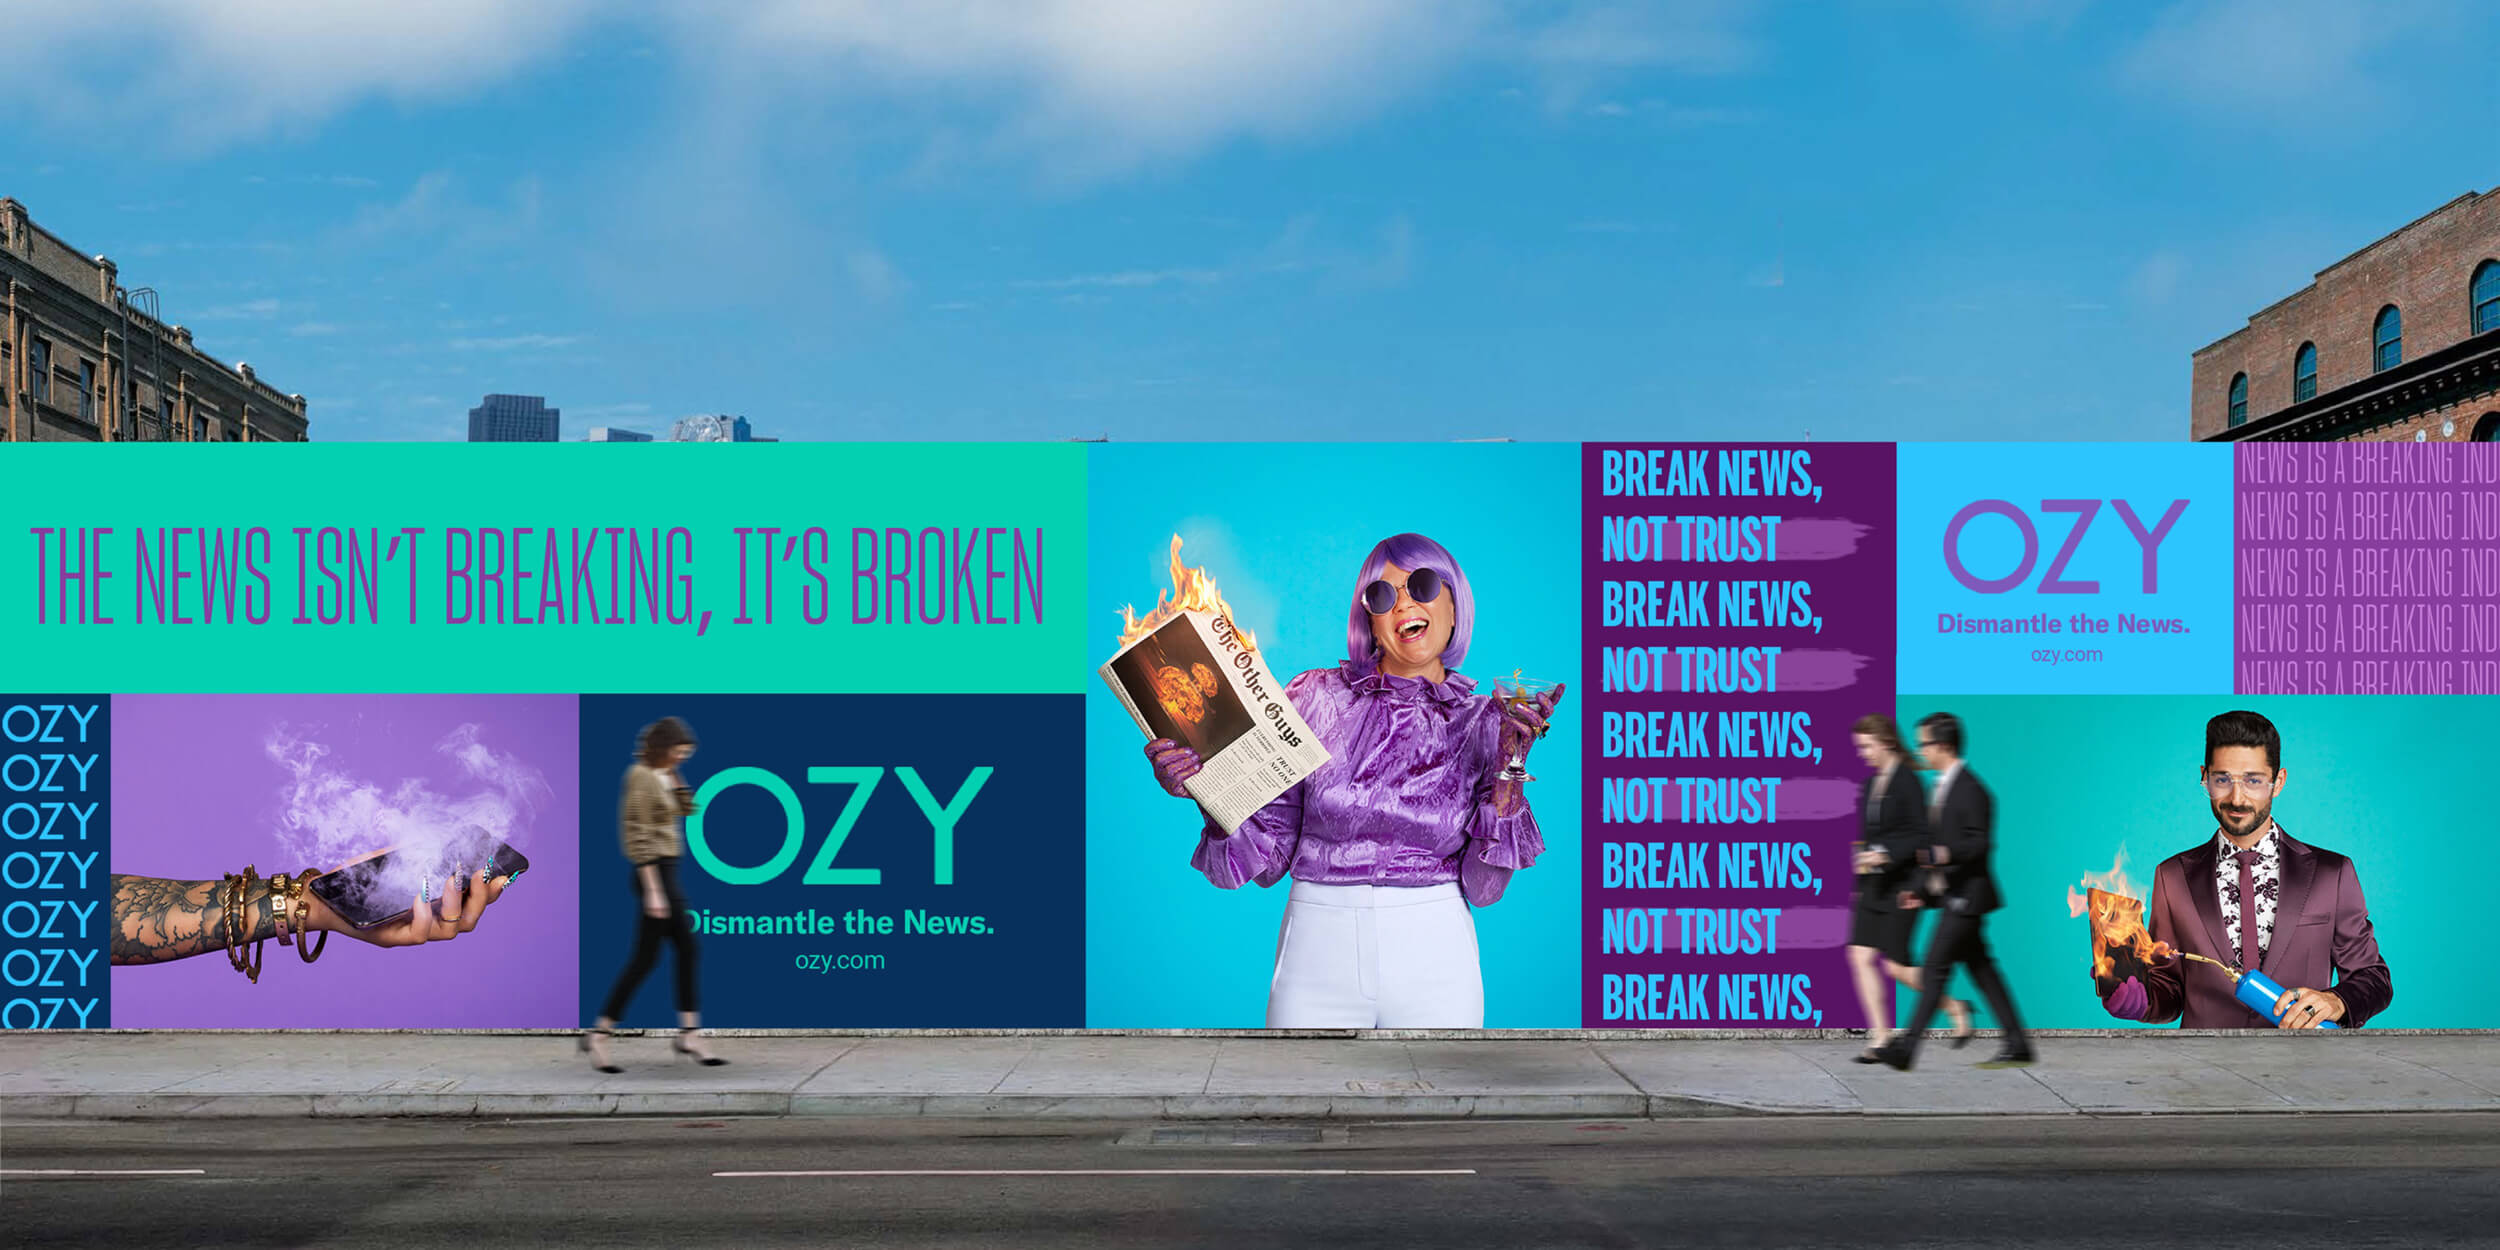 THE NEWS ISN'T BREAKING, IT'S BROKEN
OZY
OZY
OZY
OZY
OZY
OZY
OZY
OZY
Dismantle the News.
ozy.com
The Other Guys
TRUST
NO ONE
BREAK NEWS,
NOT TRUST
BREAK NEWS,
NOT TRUST
BREAK NEWS,
NOT TRUST
BREAK NEWS,
NOT TRUST
BREAK NEWS,
OZY
Dismantle the News.
ozy.com
NEWS IS A BREAKING IND
NEWS IS A BREAKING IND
NEWS IS A BREAKING IND
NEWS IS A BREAKING IND
NEWS IS A BREAKING IND